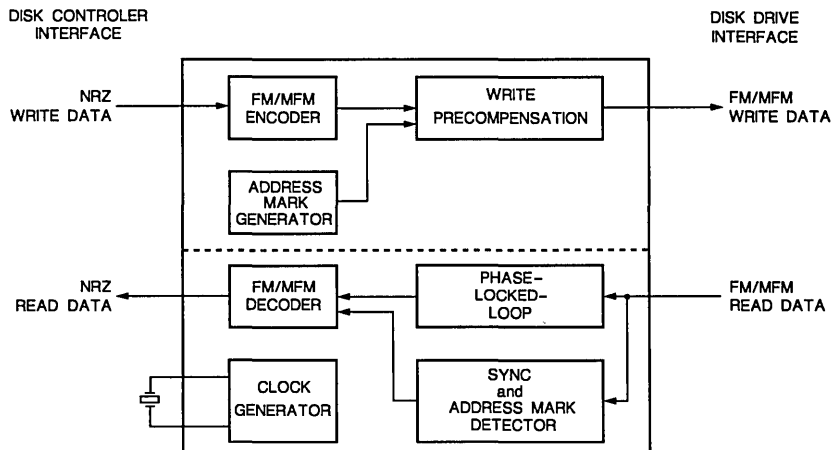 DISK CONTROLER
INTERFACE
DISK DRIVE
INTERFACE
NRZ
WRITE DATA
FM/MFM
ENCODER
WRITE
PRECOMPENSATION
FM/MFM
WRITE DATA
ADDRESS
MARK
GENERATOR
NRZ
READ DATA
FM/MFM
DECODER
PHASE-
LOCKED-
LOOP
FM/MFM
READ DATA
CLOCK
GENERATOR
SYNC
and
ADDRESS MARK
DETECTOR